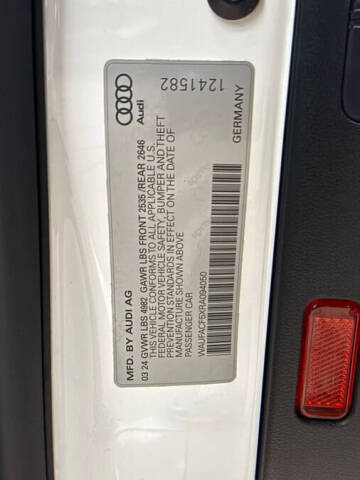 MFD. BY AUDI AG
03 24 GVWR LBS 4982 GAWR LBS FRONT 2535 /REAR 2646
THIS VEHICLE CONFORMS TO ALL APPLICABLE U.S.
FEDERAL MOTOR VEHICLE SAFETY, BUMPER AND THEFT
PREVENTION STANDARDS IN EFFECT ON THE DATE OF
MANUFACTURE SHOWN ABOVE
PASSENGER CAR
WAUFACF5XRA094050
Audi
1241582
GERMANY